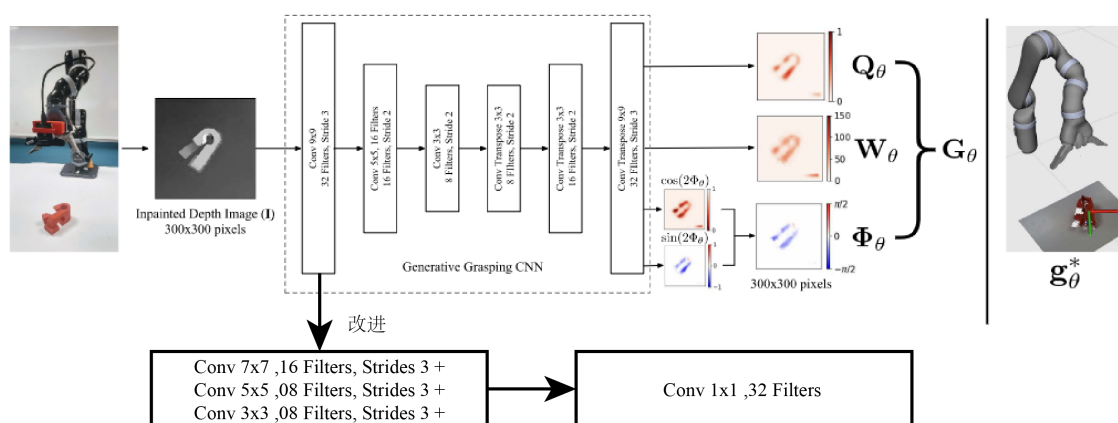 Inpainted Depth Image (I)
300x300 pixels
Conv 9x9
32 Filters, Stride 3
Conv 5x5, 16 Filters
16 Filters, Stride 2
Conv 3x3
8 Filters, Stride 2
Conv Transpose 3x3
8 FIlters, Stride 2
Conv Transpose 3x3
16 Filters, Stride 2
Conv Transpose 9x9
32 Filters, Stride 3
Generative Grasping CNN
1
0
Qθ
150
100
50
0
Wθ
cos(2Φθ)
1
0
sin(2Φθ)
1
0
−1
π/2
0
−π/2
Φθ
300x300 pixels
Gθ
g*θ
改进
Conv 7x7 ,16 Filters, Strides 3 +
Conv 5x5 ,08 Filters, Strides 3 +
Conv 3x3 ,08 Filters, Strides 3 +
Conv 1x1 ,32 Filters